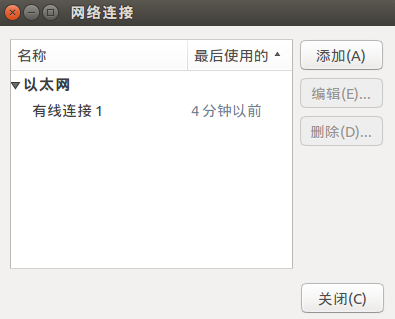 网络连接
名称 最后使用的
添加(A)
以太网
编辑(E)...
有线连接 1 4 分钟以前
删除(D)...
关闭(C)